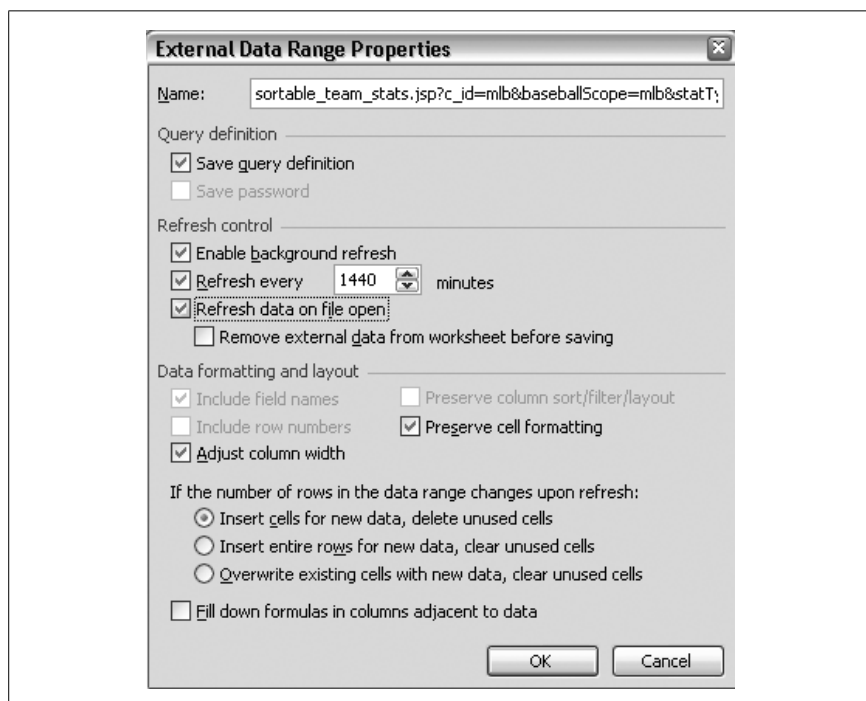 External Data Range Properties
Name: sortable_team_stats.jsp?c_id=mlb&baseballScope=mlb&statTy
Query definition
Save query definition
Save password
Refresh control
Enable background refresh
Refresh every 1440 minutes
Refresh data on file open
Remove external data from worksheet before saving
Data formatting and layout
Include field names Preserve column sort/filter/layout
Include row numbers Preserve cell formatting
Adjust column width
If the number of rows in the data range changes upon refresh:
Insert cells for new data, delete unused cells
Insert entire rows for new data, clear unused cells
Overwrite existing cells with new data, clear unused cells
Fill down formulas in columns adjacent to data
OK Cancel